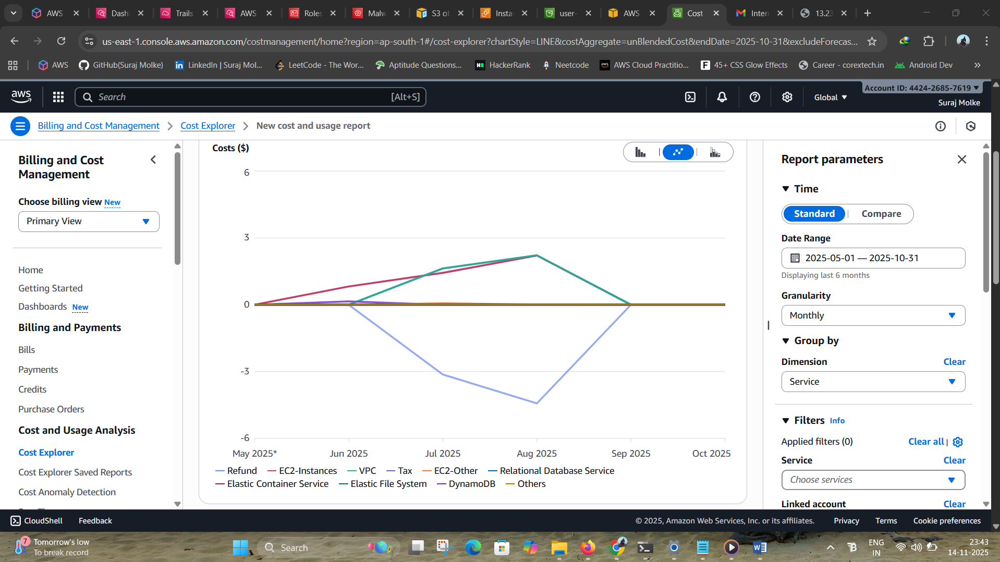 AWS
Dash
Trails
AWS
Roles
Malw
S3 ob
Insta
user-
AWS
Cost
Inter
13.23
us-east-1.console.aws.amazon.com/costmanagement/home?region=ap-south-1#/cost-explorer?chartStyle=LINE&costAggregate=unBlendedCost&endDate=2025-10-31&excludeForecas...
AWS
GitHub(Suraj Molke)
LinkedIn | Suraj Mol...
LeetCode - The Wor...
Aptitude Questions...
HackerRank
Neetcode
AWS Cloud Practitio...
45+ CSS Glow Effects
Career - corextech.in
Android Dev
aws
Search
[Alt+S]
Global
Account ID: 4424-2685-7619
Suraj Molke
Billing and Cost Management
Cost Explorer
New cost and usage report
Billing and Cost
Management
Choose billing view New
Primary View
Home
Getting Started
Dashboards New
Billing and Payments
Bills
Payments
Credits
Purchase Orders
Cost and Usage Analysis
Cost Explorer
Cost Explorer Saved Reports
Cost Anomaly Detection
Costs ($)
6
3
0
-3
-6
May 2025*
Jun 2025
Jul 2025
Aug 2025
Sep 2025
Oct 2025
Refund
EC2-Instances
VPC
Tax
EC2-Other
Relational Database Service
Elastic Container Service
Elastic File System
DynamoDB
Others
Report parameters
Time
Standard
Compare
Date Range
2025-05-01 — 2025-10-31
Displaying last 6 months
Granularity
Monthly
Group by
Dimension
Clear
Service
Filters Info
Applied filters (0)
Clear all
Service
Clear
Choose services
Linked account
Clear
CloudShell
Feedback
© 2025, Amazon Web Services, Inc. or its affiliates.
Privacy
Terms
Cookie preferences
7
Tomorrow's low
To break record
Search
ENG
IN
23:43
14-11-2025